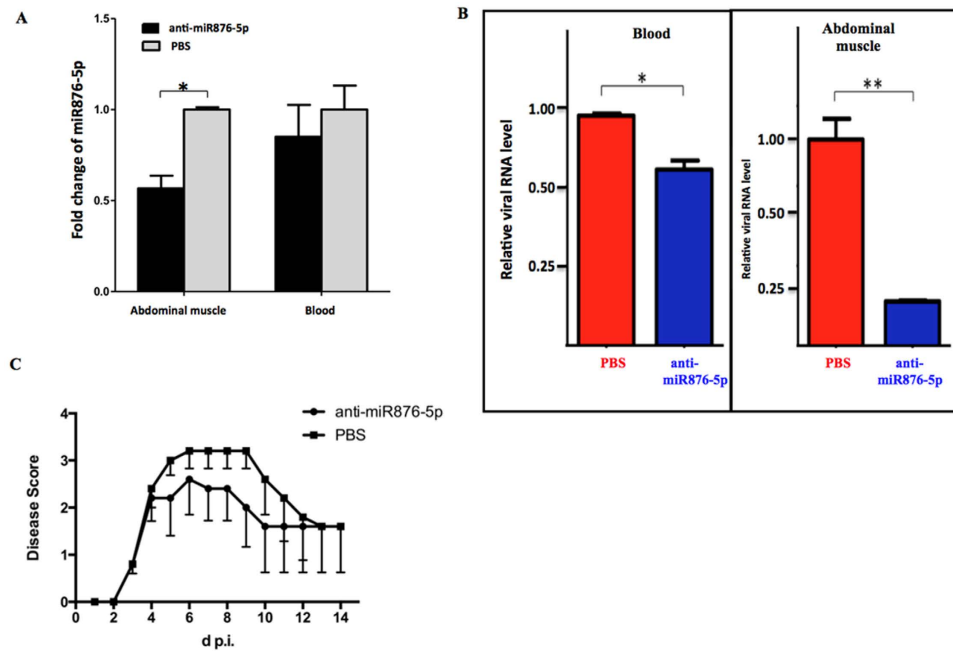 A
anti-miR876-5p
PBS
Fold change of miR876-5p
1.5
1.0
0.5
0.0
*
Abdominal muscle
Blood
B
Blood
Relative viral RNA level
1.00
0.50
0.25
*
PBS
anti-
miR876-5p
Abdominal
muscle
Relative viral RNA level
1.00
0.50
0.25
**
PBS
anti-
miR876-5p
C
anti-miR876-5p
PBS
Disease Score
4
3
2
1
0
0 2 4 6 8 10 12 14
d p.i.